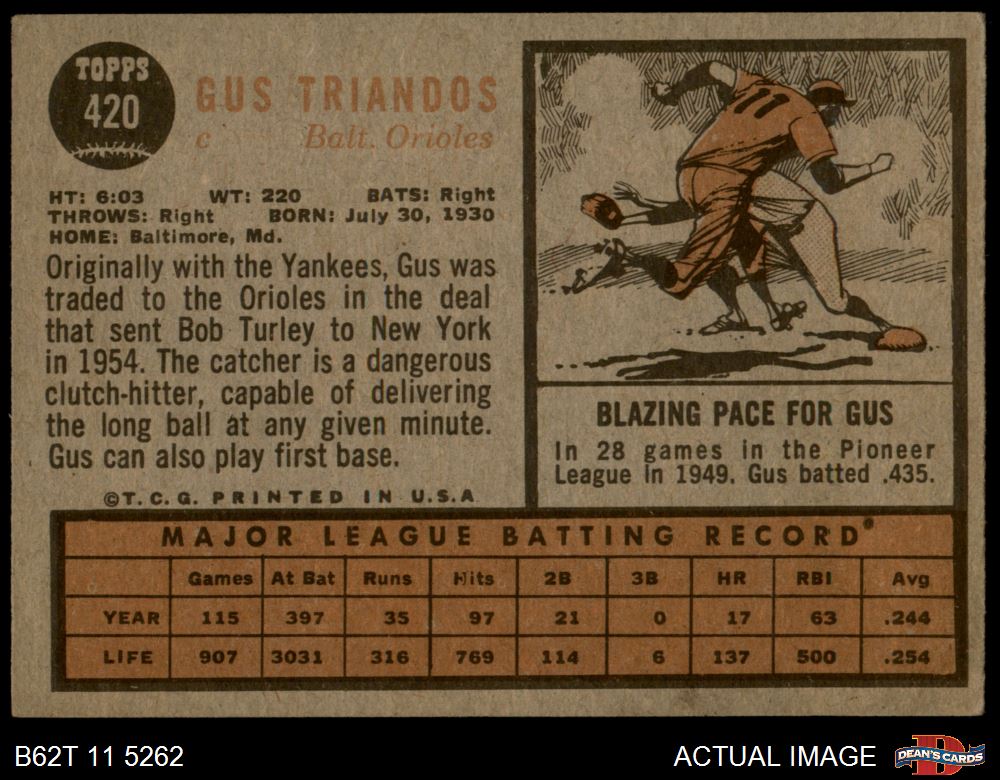 TOPPS
420
GUS TRIANDOS
c Balt. Orioles
HT: 6:03 WT: 220 BATS: Right
THROWS: Right BORN: July 30, 1930
HOME: Baltimore, Md.
Originally with the Yankees, Gus was
traded to the Orioles in the deal
that sent Bob Turley to New York
in 1954. The catcher is a dangerous
clutch-hitter, capable of delivering
the long ball at any given minute.
Gus can also play first base.
©T.C.G. PRINTED IN U.S.A
11
BLAZING PACE FOR GUS
In 28 games in the Pioneer
League in 1949. Gus batted .435.
MAJOR LEAGUE BATTING RECORD
Games At Bat Runs Hits 2B 3B HR RBI Avg
YEAR 115 397 35 97 21 0 17 63 .244
LIFE 907 3031 316 769 114 6 137 500 .254
B62T 11 5262
ACTUAL IMAGE
D
DEAN'S CARDS